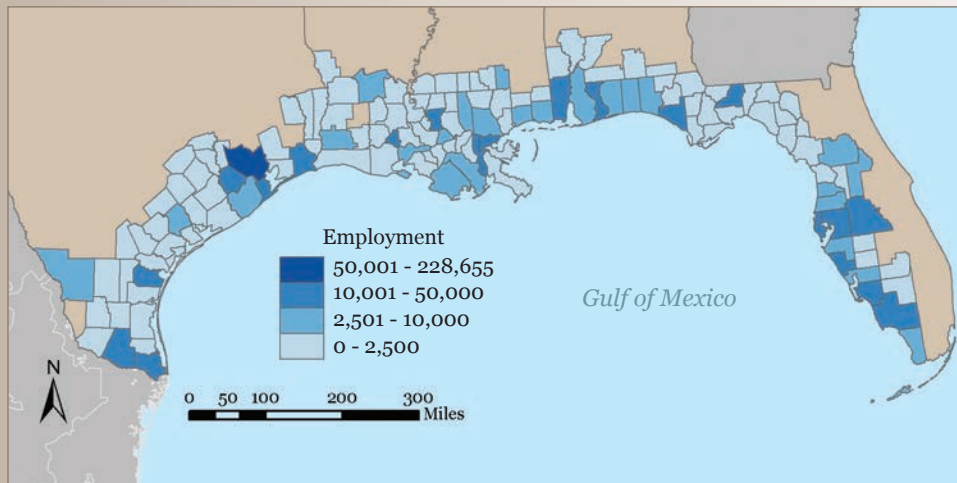 Employment
50,001 - 228,655
10,001 - 50,000
2,501 - 10,000
0 - 2,500
Gulf of Mexico
N
0 50 100 200 300
Miles